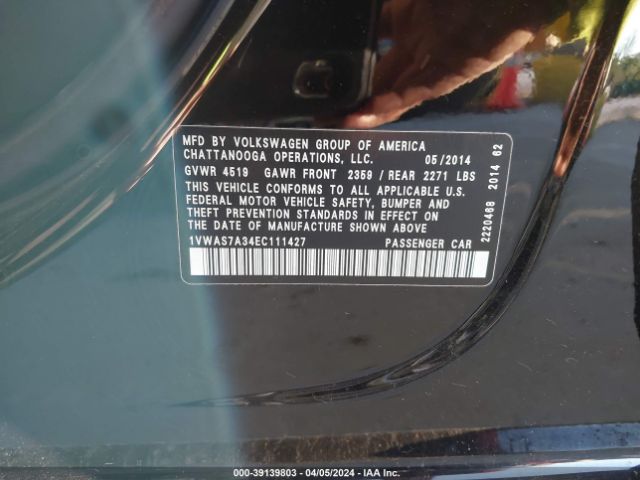 MFD BY VOLKSWAGEN GROUP OF AMERICA
CHATTANOOGA OPERATIONS, LLC. 05/2014
GVWR 4519 GAWR FRONT 2359 / REAR 2271 LBS
THIS VEHICLE CONFORMS TO ALL APPLICABLE U.S.
FEDERAL MOTOR VEHICLE SAFETY, BUMPER AND
THEFT PREVENTION STANDARDS IN EFFECT ON
THE DATE OF MANUFACTURE SHOWN ABOVE
1VWAS7A34EC111427 PASSENGER CAR
2220468 2014 62
000-39139803 - 04/05/2024 - IAA Inc.